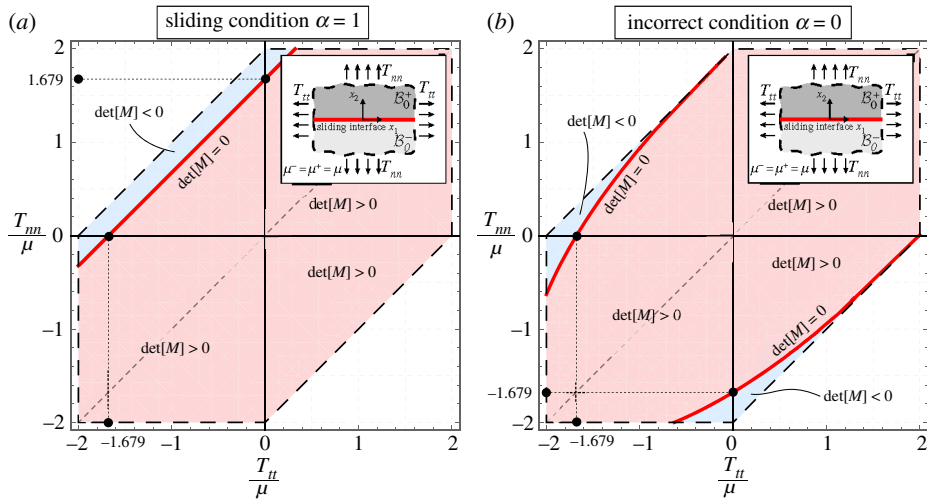 (a) sliding condition α = 1
2
1.679
1
T_nn/μ
0
−1
−2
−2 −1.679 −1 0 1 2
T_tt/μ
det[M] < 0
det[M] = 0
det[M] > 0
det[M] > 0
det[M] > 0
T_nn
T_tt T_tt
x_2 B_0^+
sliding interface x_1
B_0^-
μ^- = μ^+ = μ T_nn
(b) incorrect condition α = 0
2
1
T_nn/μ
0
−1
−1.679
−2
−2 −1.679 −1 0 1 2
T_tt/μ
det[M] < 0
det[M] = 0
det[M] > 0
det[M] > 0
det[M] > 0
det[M] = 0
det[M] < 0
T_nn
T_tt T_tt
x_2 B_0^+
sliding interface x_1
B_0^-
μ^- = μ^+ = μ T_nn